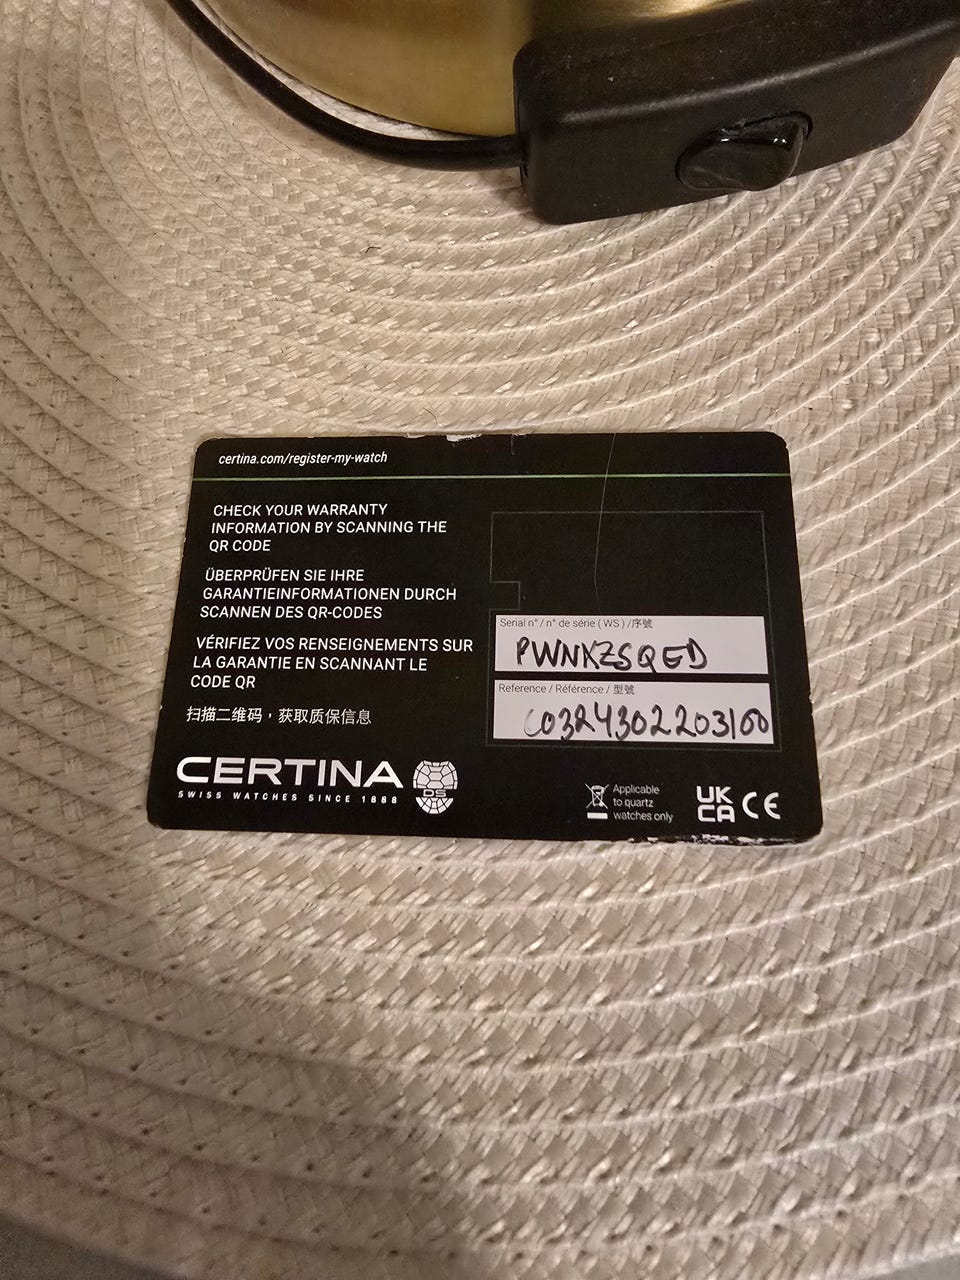 certina.com/register-my-watch
CHECK YOUR WARRANTY
INFORMATION BY SCANNING THE
QR CODE
ÜBERPRÜFEN SIE IHRE
GARANTIEINFORMATIONEN DURCH
SCANNEN DES QR-CODES
VÉRIFIEZ VOS RENSEIGNEMENTS SUR
LA GARANTIE EN SCANNANT LE
CODE QR
扫描二维码，获取质保信息
Serial n° / n° de série ( WS ) /序號
PWNXZSQED
Reference / Référence / 型號
C0324302203100
CERTINA
SWISS WATCHES SINCE 1888
DS
Applicable
to quartz
watches only
UK
CA CE